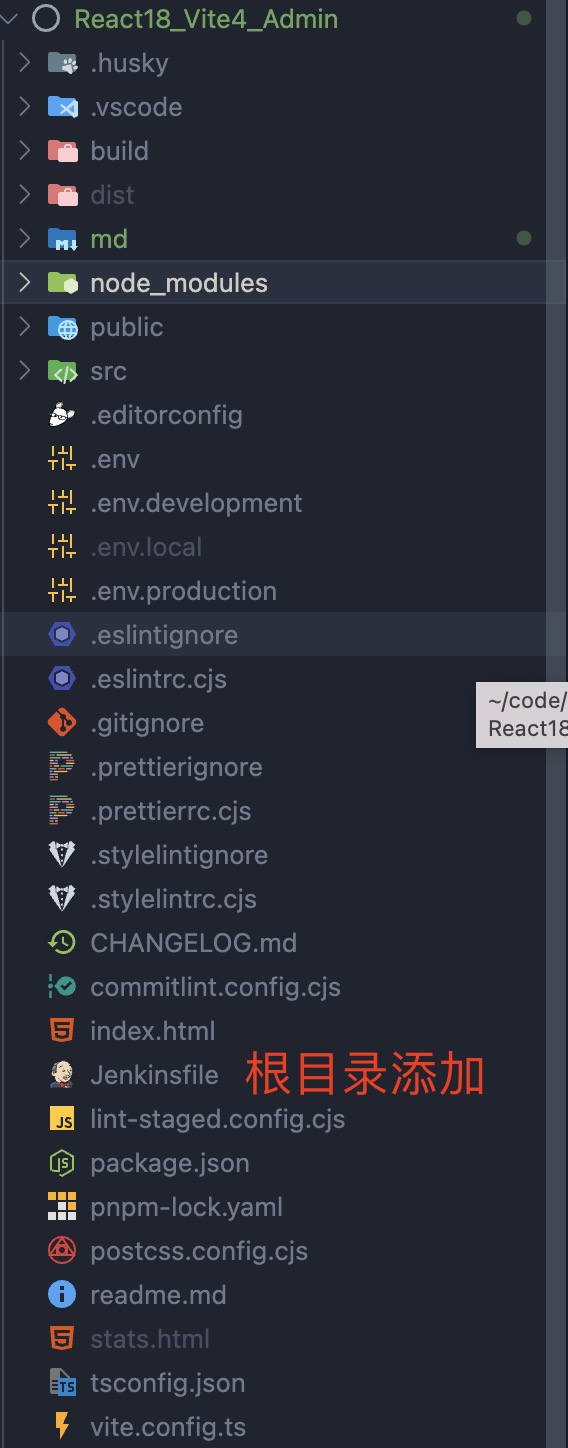 React18_Vite4_Admin
.husky
.vscode
build
dist
md
node_modules
public
src
.editorconfig
.env
.env.development
.env.local
.env.production
.eslintignore
.eslintrc.cjs
~/code/
React18
.gitignore
.prettierignore
.prettierrc.cjs
.stylelintignore
.stylelintrc.cjs
CHANGELOG.md
commitlint.config.cjs
index.html
Jenkinsfile 根目录添加
lint-staged.config.cjs
package.json
pnpm-lock.yaml
postcss.config.cjs
readme.md
stats.html
tsconfig.json
vite.config.ts